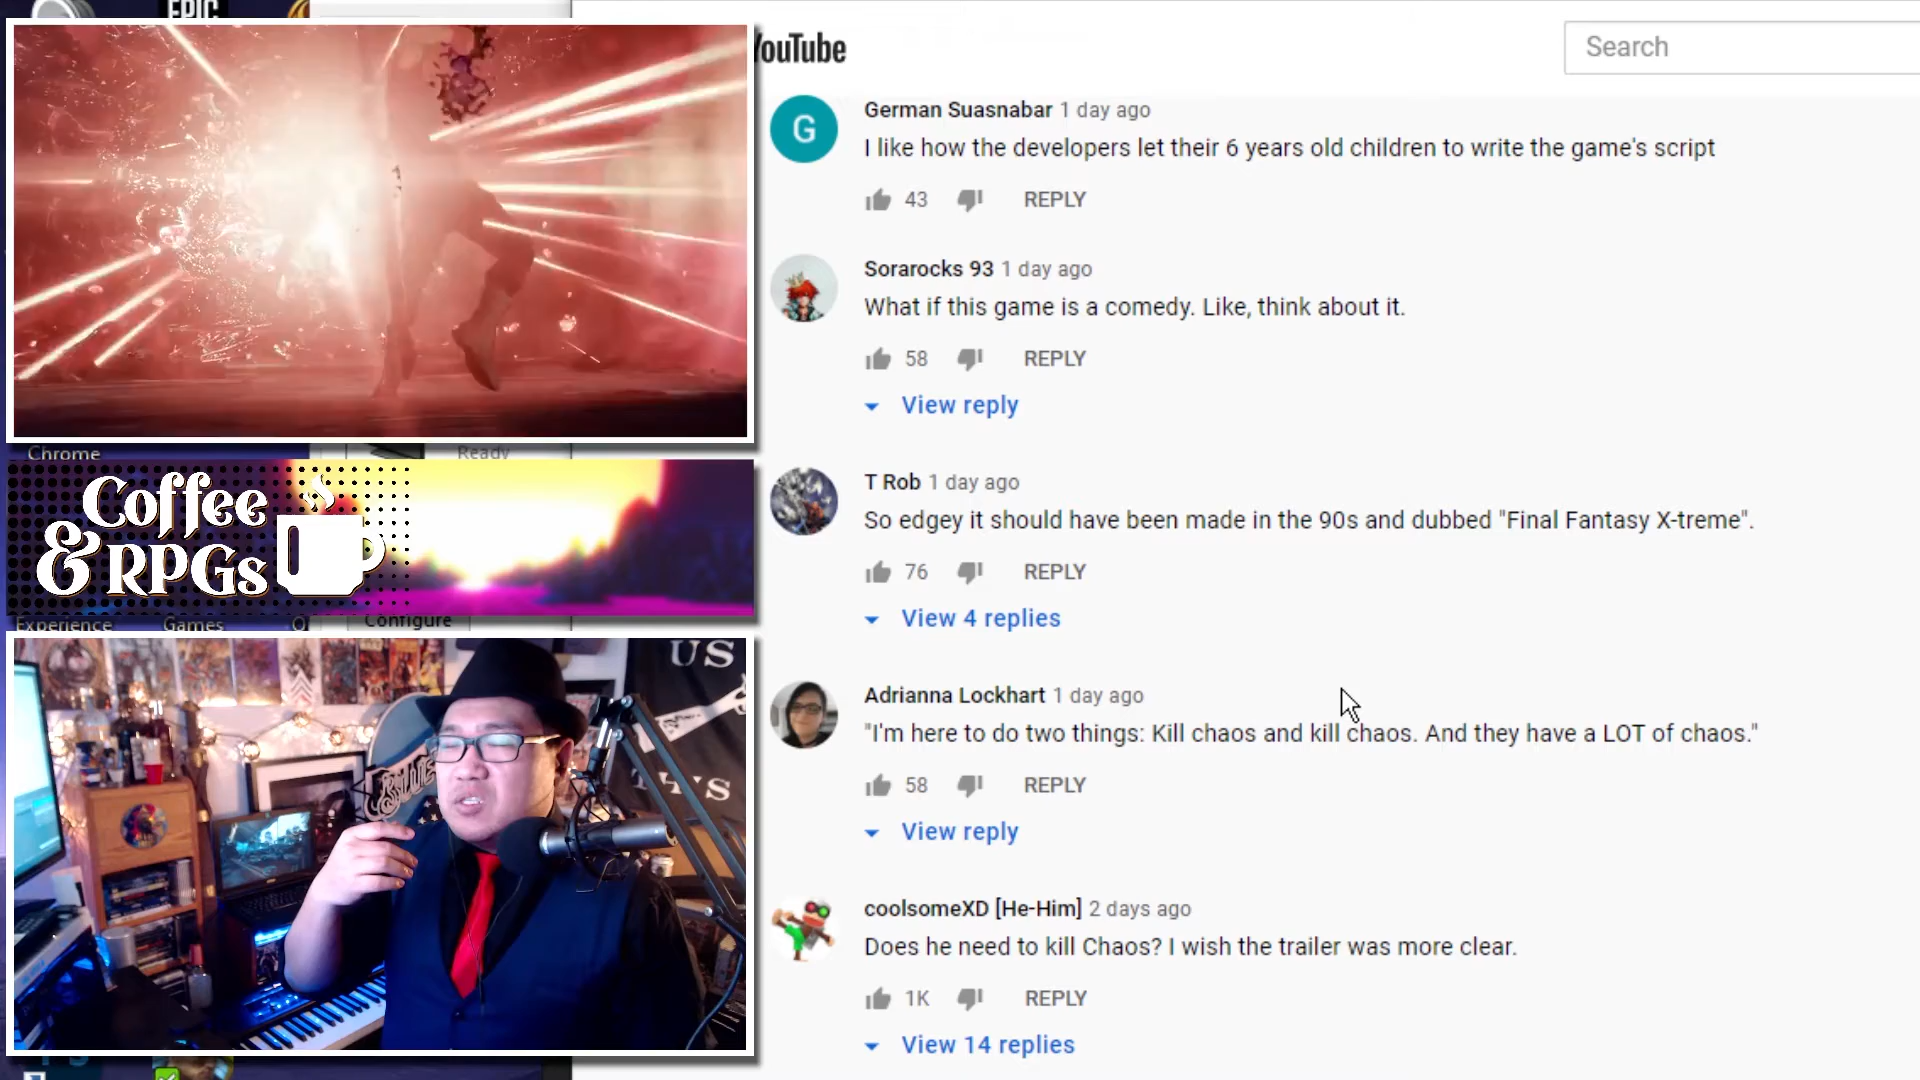 EPIC
YouTube
Search
German Suasnabar 1 day ago
G
I like how the developers let their 6 years old children to write the game's script
43 REPLY
Sorarocks 93 1 day ago
What if this game is a comedy. Like, think about it.
58 REPLY
View reply
Chrome
Ready
Coffee
& RPGs
T Rob 1 day ago
So edgey it should have been made in the 90s and dubbed "Final Fantasy X-treme".
76 REPLY
View 4 replies
Experience Games
Configure
US
Adrianna Lockhart 1 day ago
"I'm here to do two things: Kill chaos and kill chaos. And they have a LOT of chaos."
58 REPLY
View reply
coolsomeXD [He-Him] 2 days ago
Does he need to kill Chaos? I wish the trailer was more clear.
1K REPLY
View 14 replies